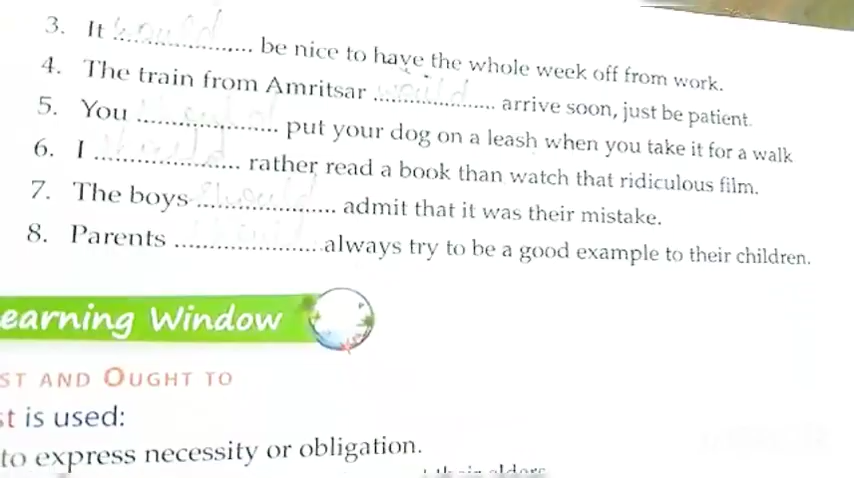 3. It would be nice to have the whole week off from work.
4. The train from Amritsar would arrive soon, just be patient.
5. You .................... put your dog on a leash when you take it for a walk
6. I .................... rather read a book than watch that ridiculous film.
7. The boys should admit that it was their mistake.
8. Parents .................... always try to be a good example to their children.
earning Window
ST AND OUGHT TO
st is used:
to express necessity or obligation.